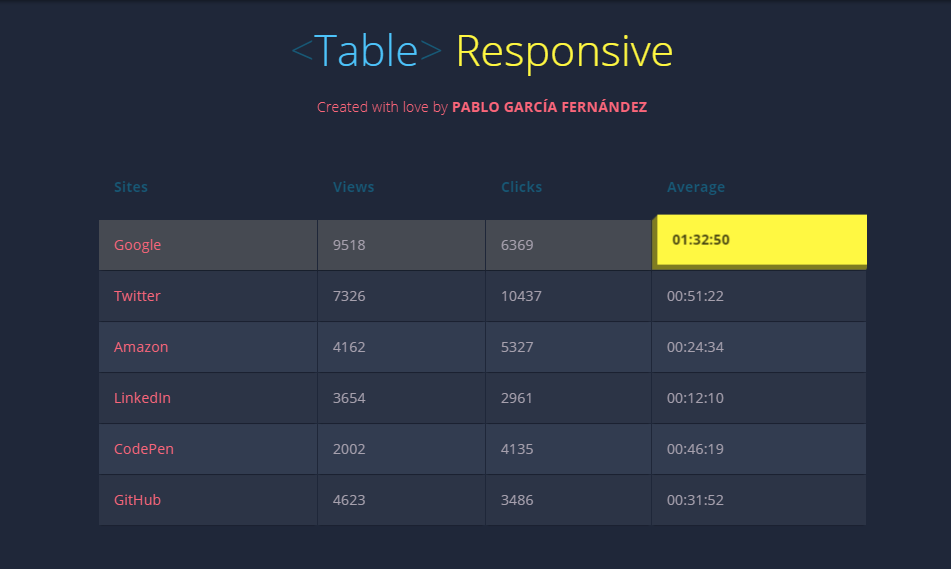 <Table> Responsive
Created with love by PABLO GARCÍA FERNÁNDEZ
Sites Views Clicks Average
Google 9518 6369 01:32:50
Twitter 7326 10437 00:51:22
Amazon 4162 5327 00:24:34
LinkedIn 3654 2961 00:12:10
CodePen 2002 4135 00:46:19
GitHub 4623 3486 00:31:52